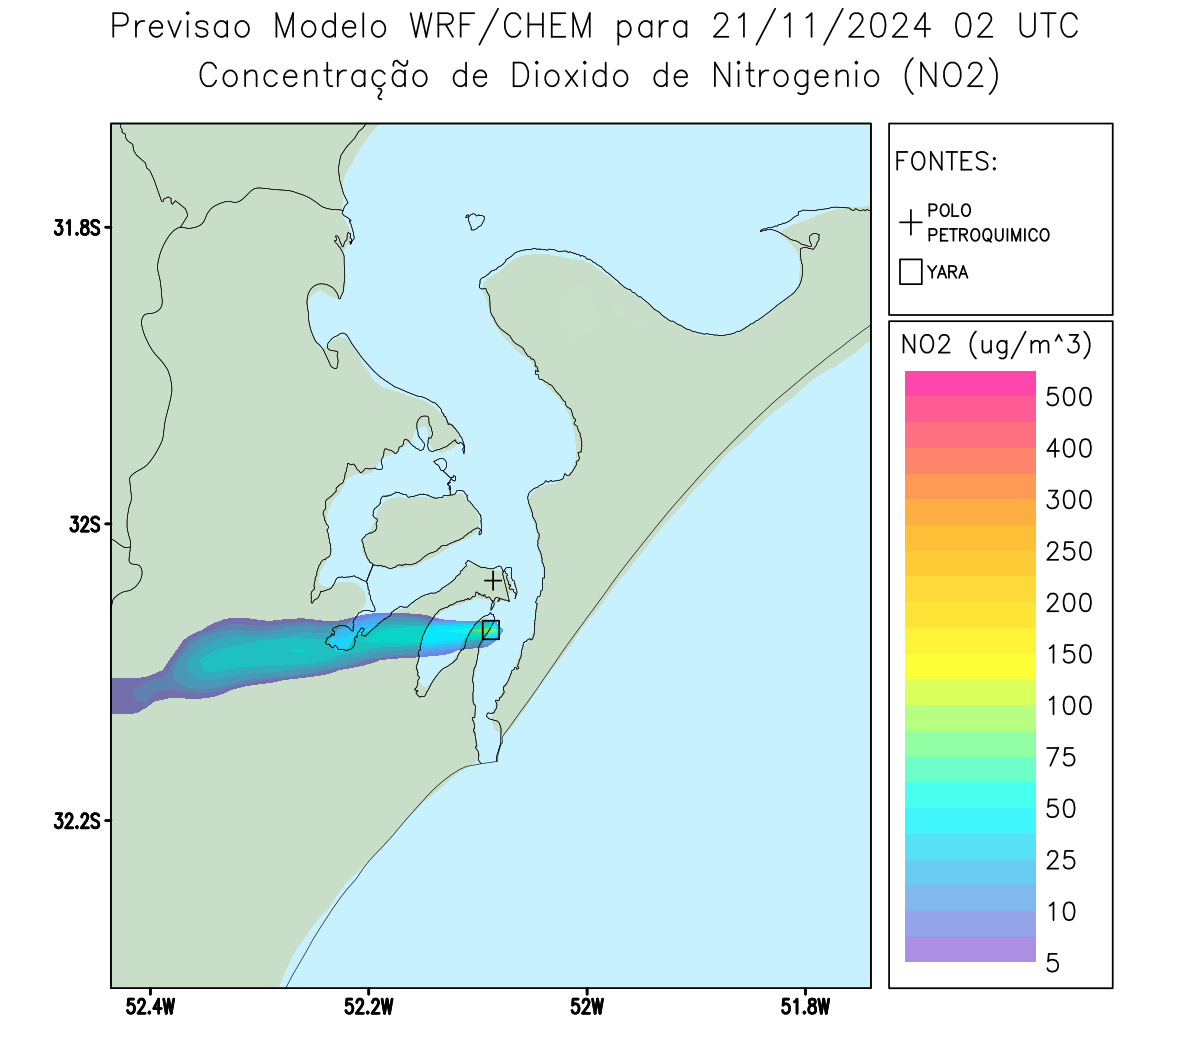 Previsao Modelo WRF/CHEM para 21/11/2024 02 UTC
Concentração de Dioxido de Nitrogenio (NO2)
FONTES:
POLO
PETROQUIMICO
YARA
NO2 (ug/m^3)
500
400
300
250
200
150
100
75
50
25
10
5
31.8S
32S
32.2S
52.4W
52.2W
52W
51.8W